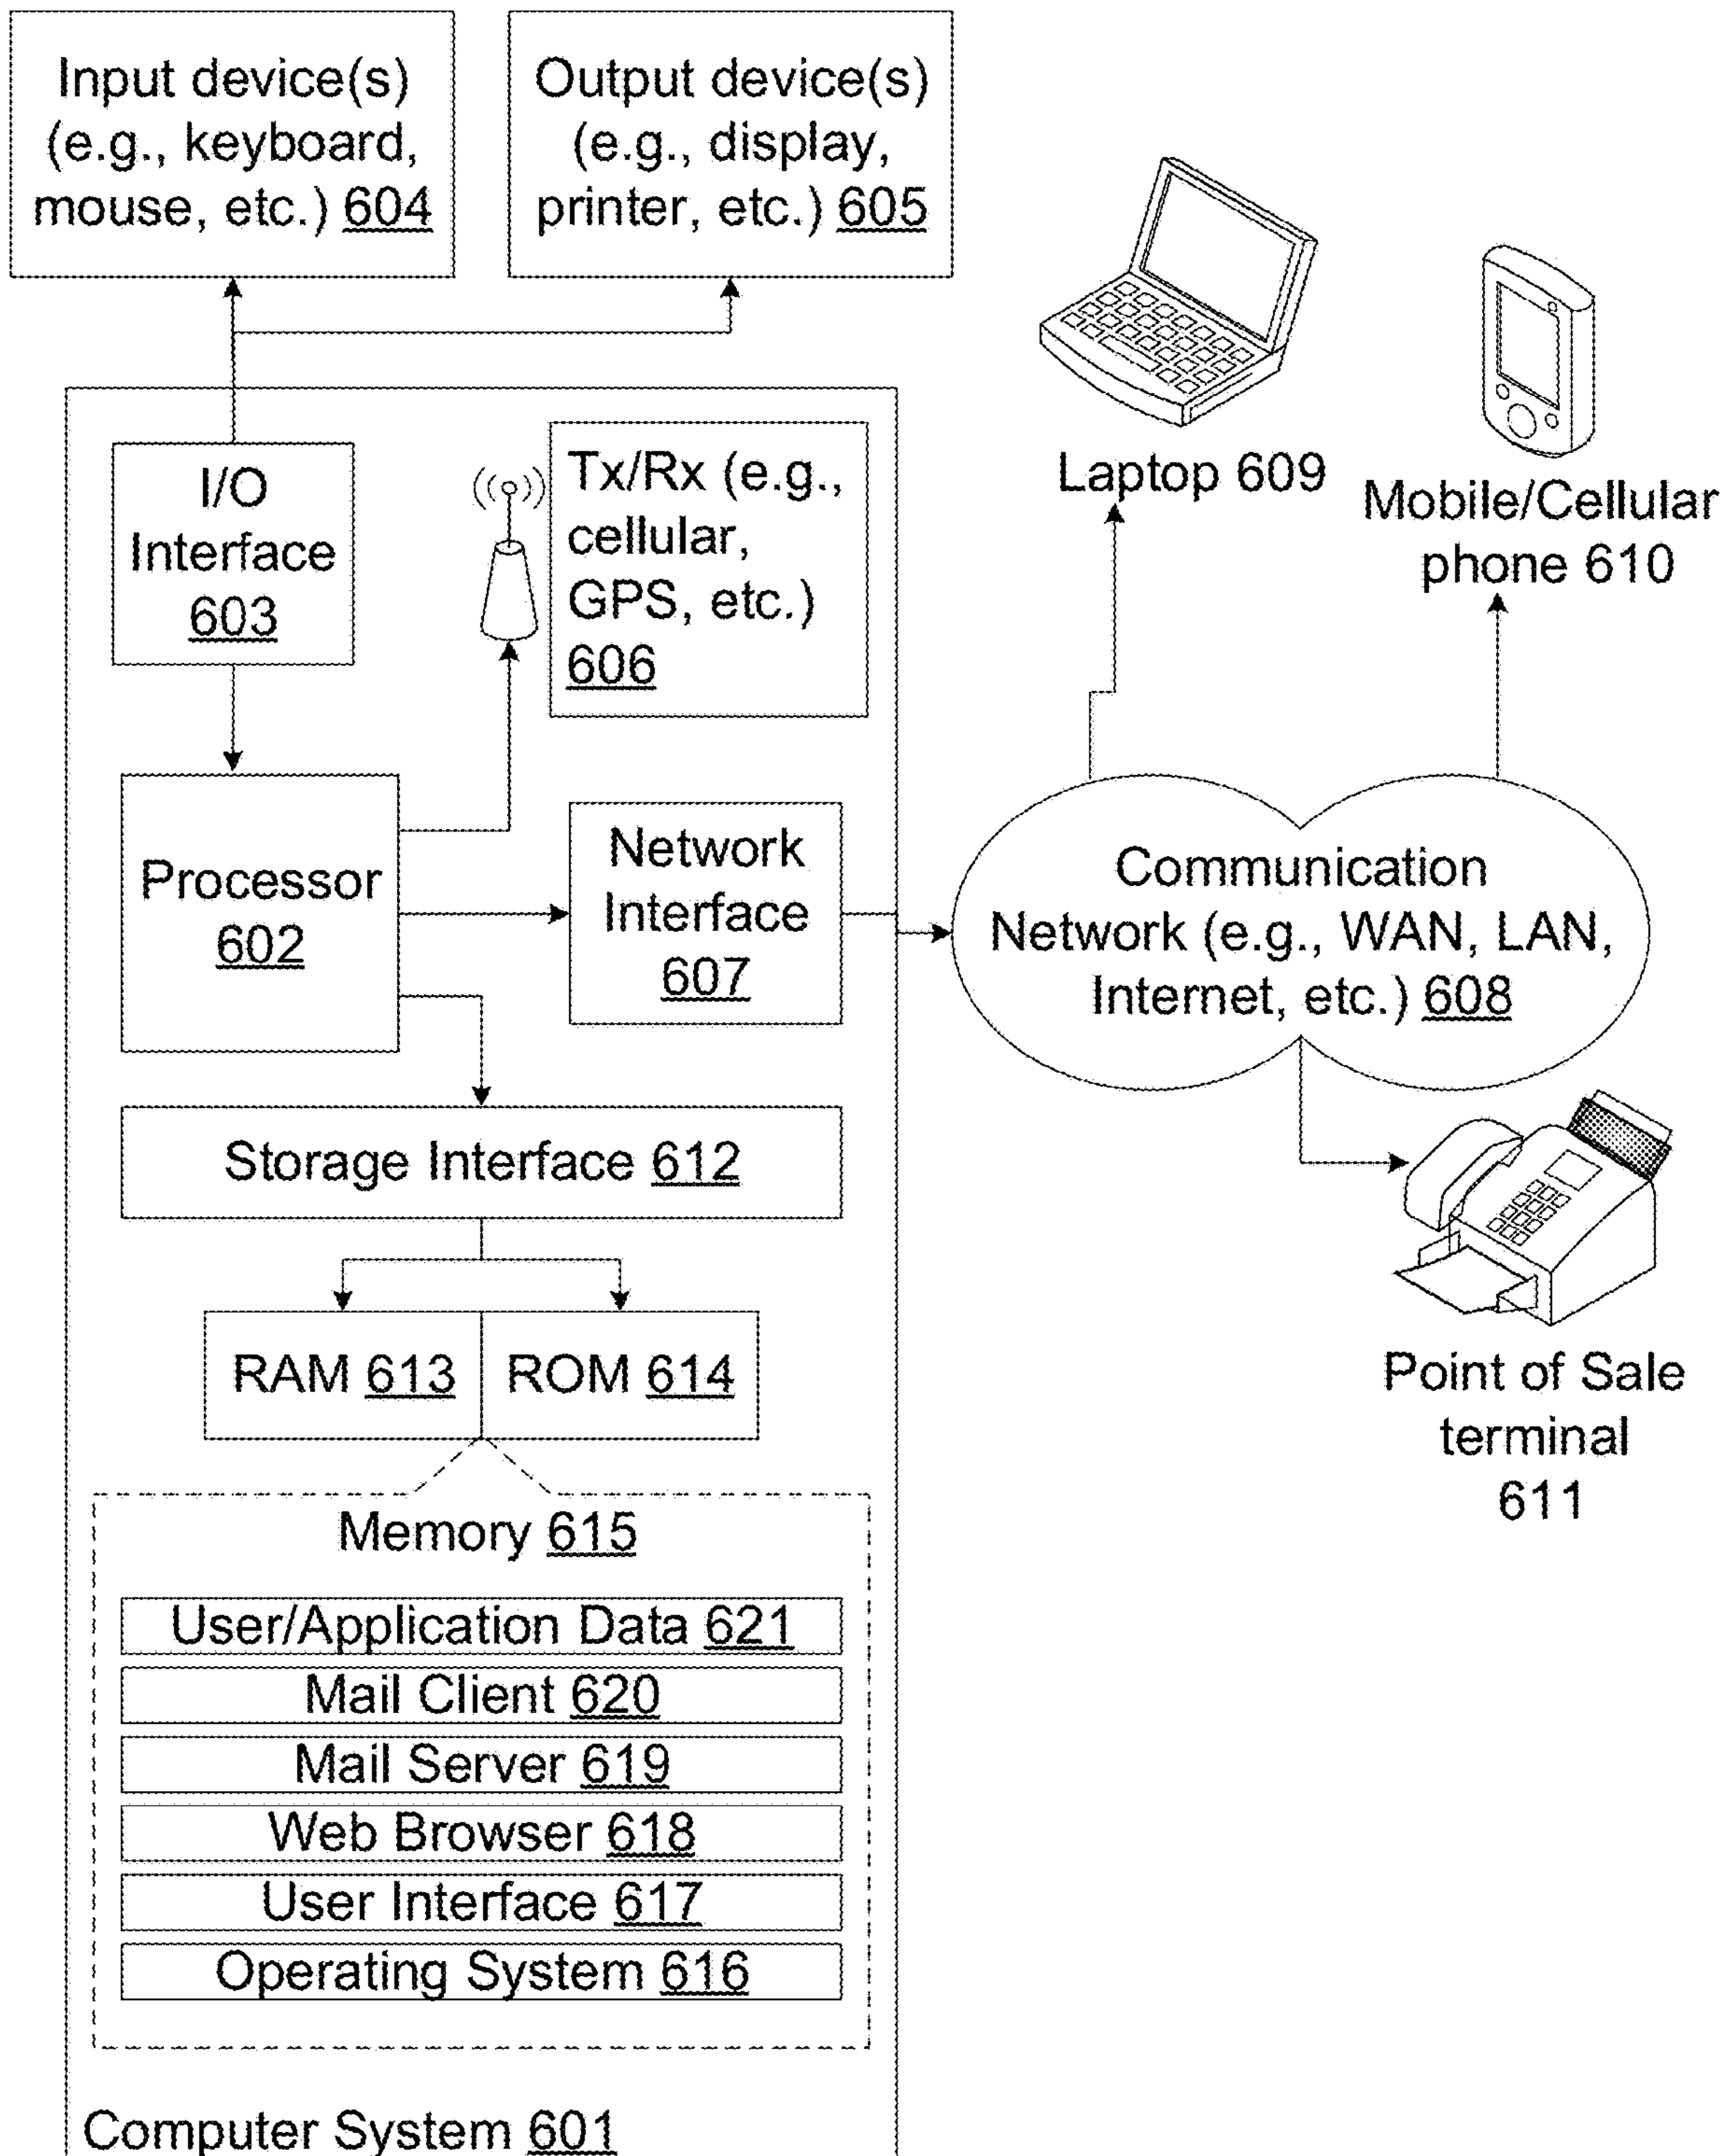 Input device(s)
(e.g., keyboard,
mouse, etc.) 604
Output device(s)
(e.g., display,
printer, etc.) 605
I/O
Interface
603
Tx/Rx (e.g.,
cellular,
GPS, etc.)
606
Laptop 609
Mobile/Cellular
phone 610
Processor
602
Network
Interface
607
Communication
Network (e.g., WAN, LAN,
Internet, etc.) 608
Storage Interface 612
RAM 613
ROM 614
Point of Sale
terminal
611
Memory 615
User/Application Data 621
Mail Client 620
Mail Server 619
Web Browser 618
User Interface 617
Operating System 616
Computer System 601